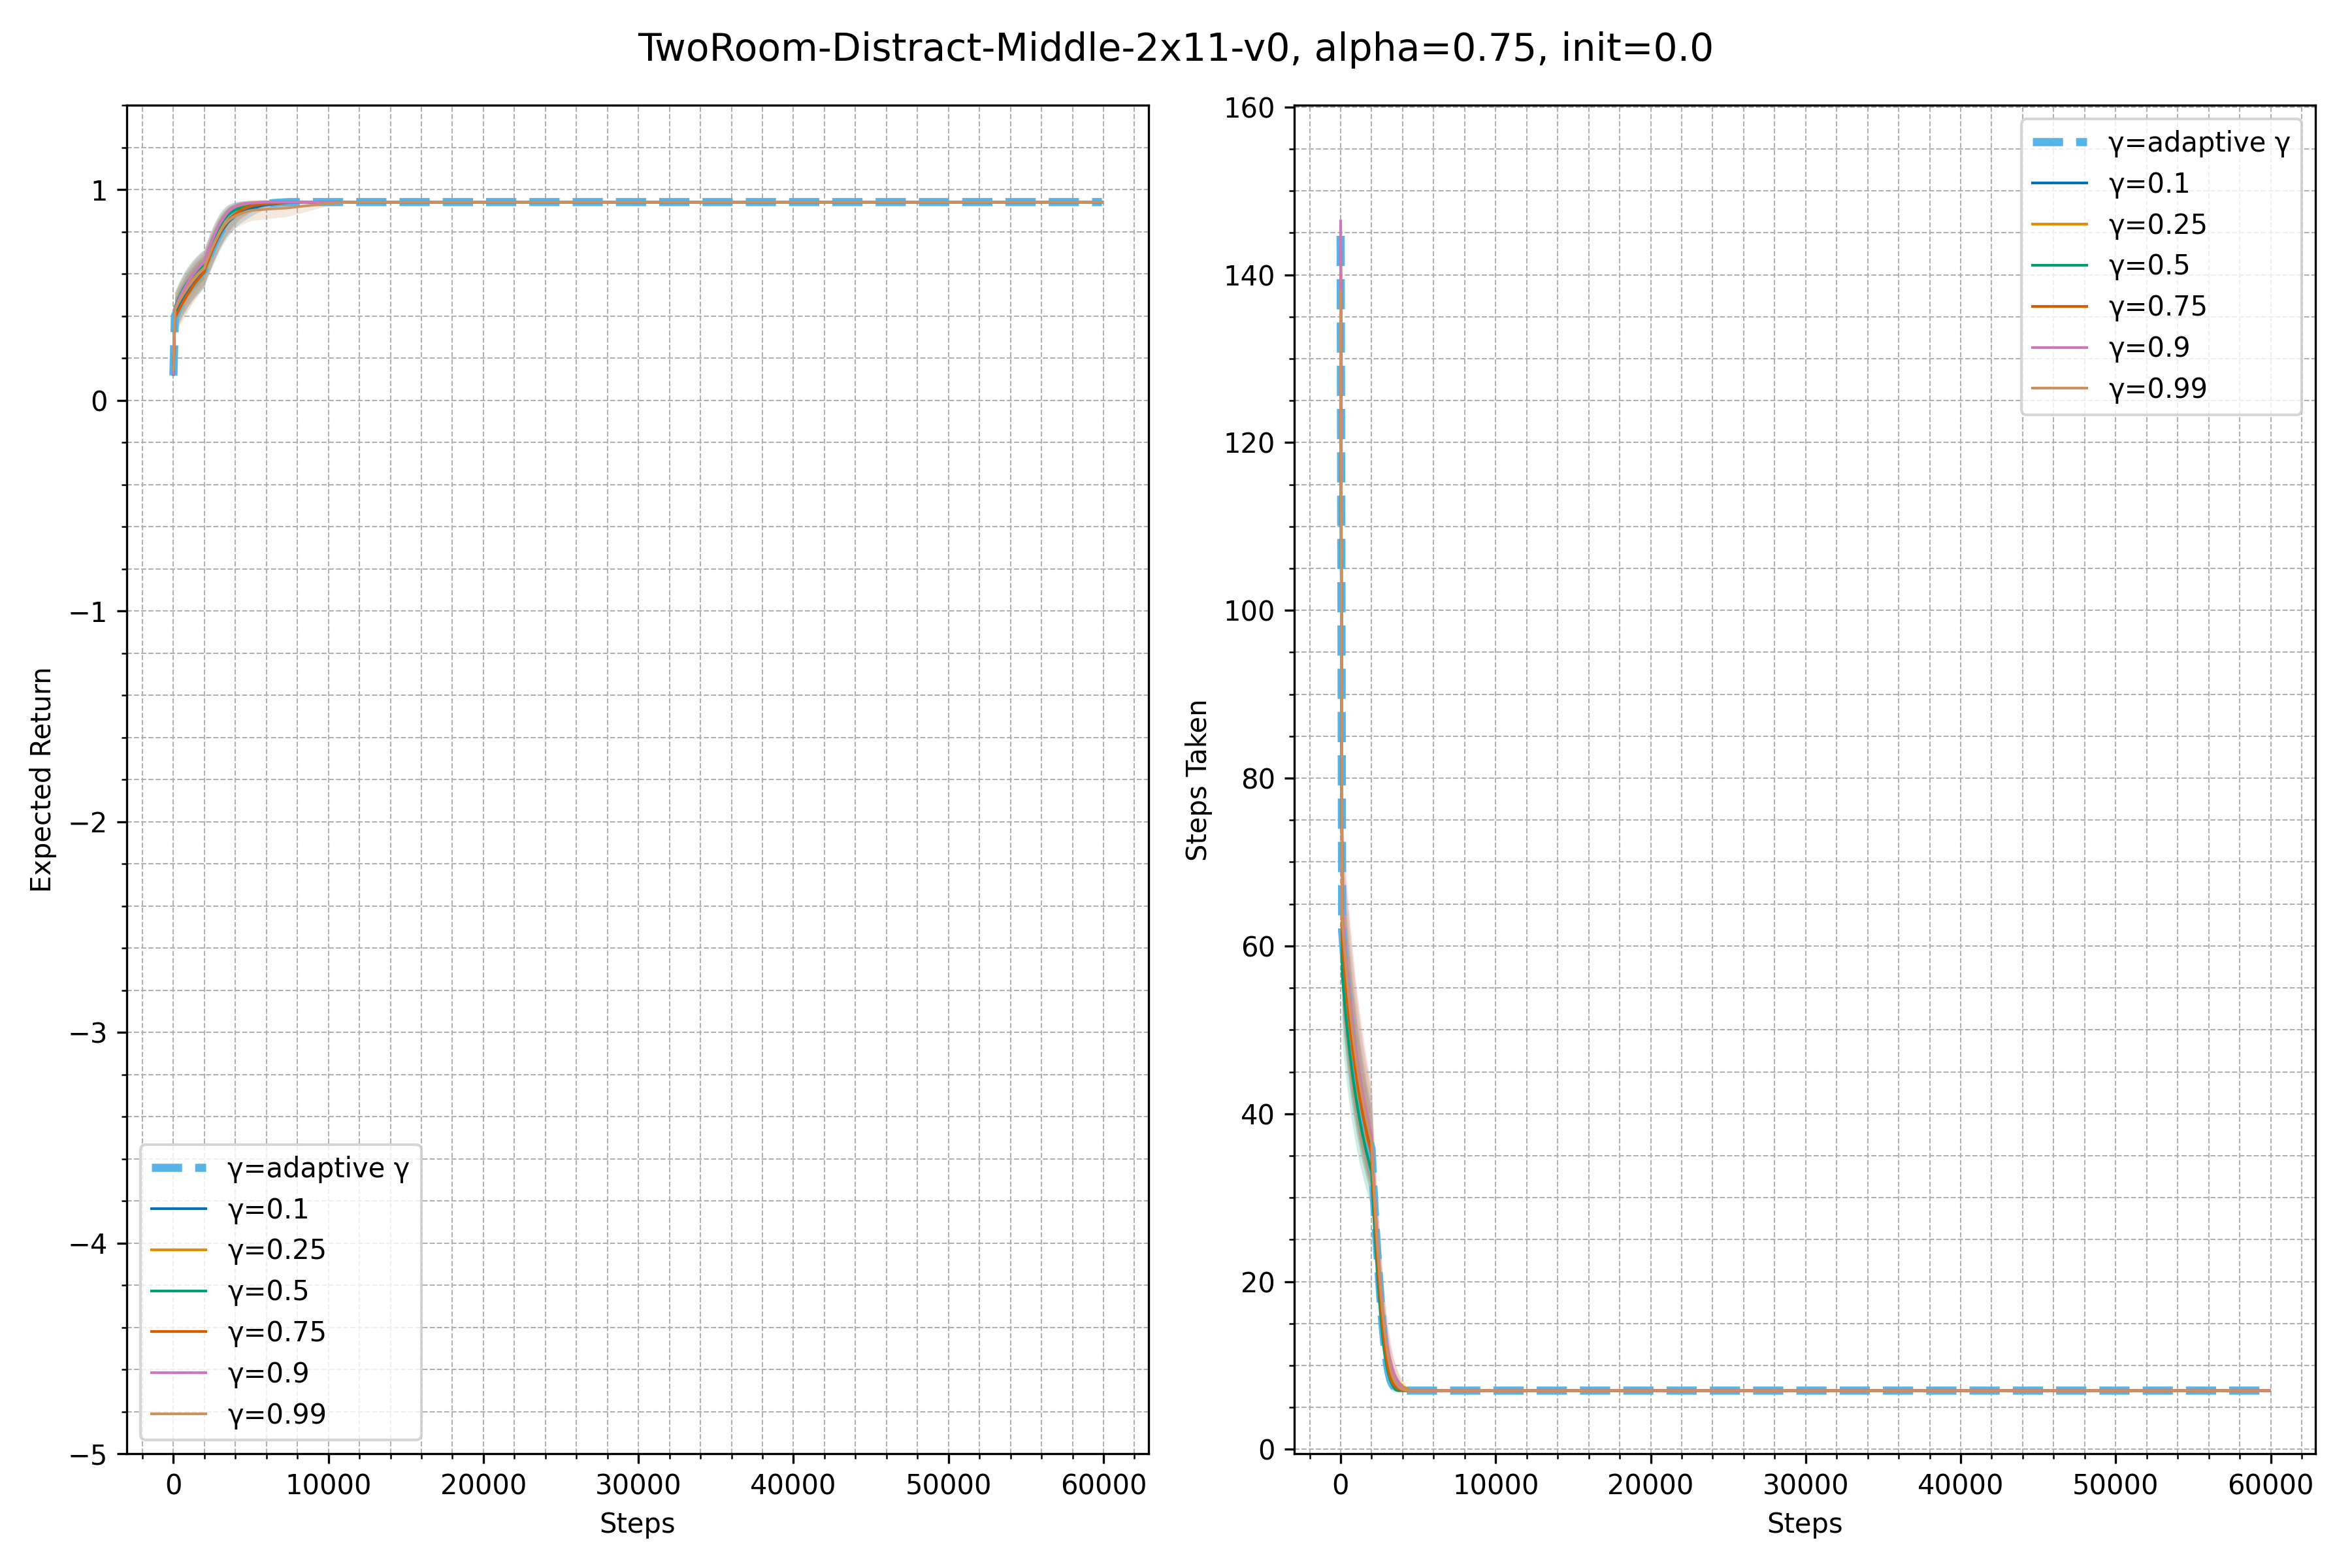 TwoRoom-Distract-Middle-2x11-v0, alpha=0.75, init=0.0
Expected Return
1
0
−1
−2
−3
−4
−5
γ=adaptive γ
γ=0.1
γ=0.25
γ=0.5
γ=0.75
γ=0.9
γ=0.99
0 10000 20000 30000 40000 50000 60000
Steps
Steps Taken
160
140
120
100
80
60
40
20
0
γ=adaptive γ
γ=0.1
γ=0.25
γ=0.5
γ=0.75
γ=0.9
γ=0.99
0 10000 20000 30000 40000 50000 60000
Steps